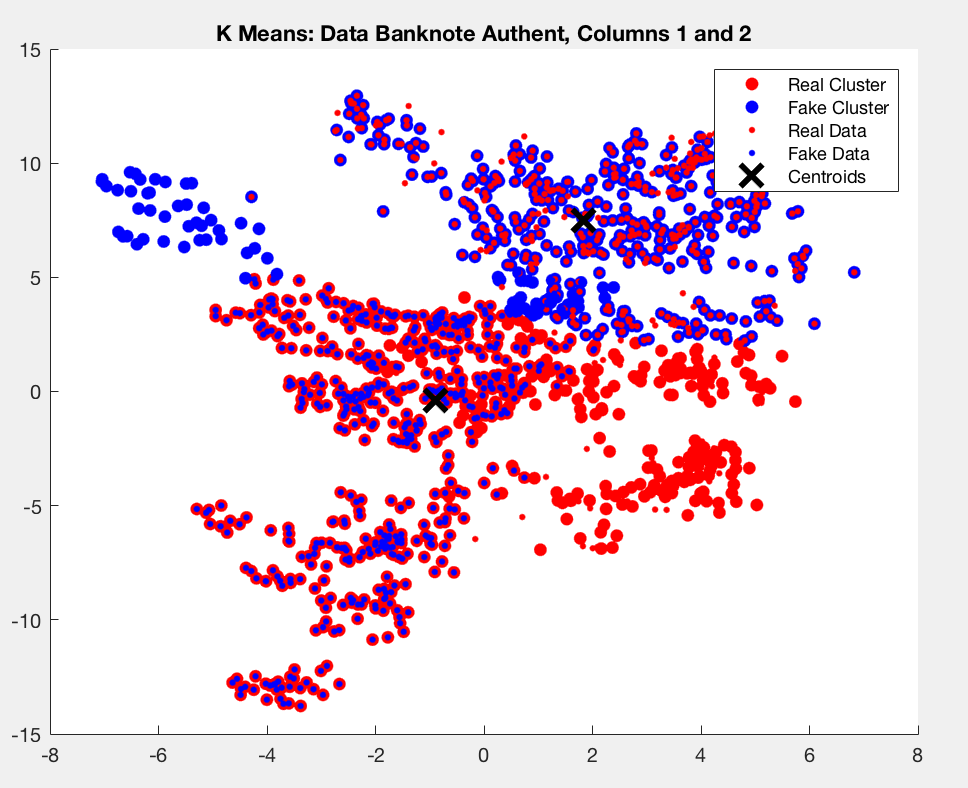 K Means: Data Banknote Authent, Columns 1 and 2
15
10
5
0
-5
-10
-15
-8
-6
-4
-2
0
2
4
6
8
Real Cluster
Fake Cluster
Real Data
Fake Data
Centroids